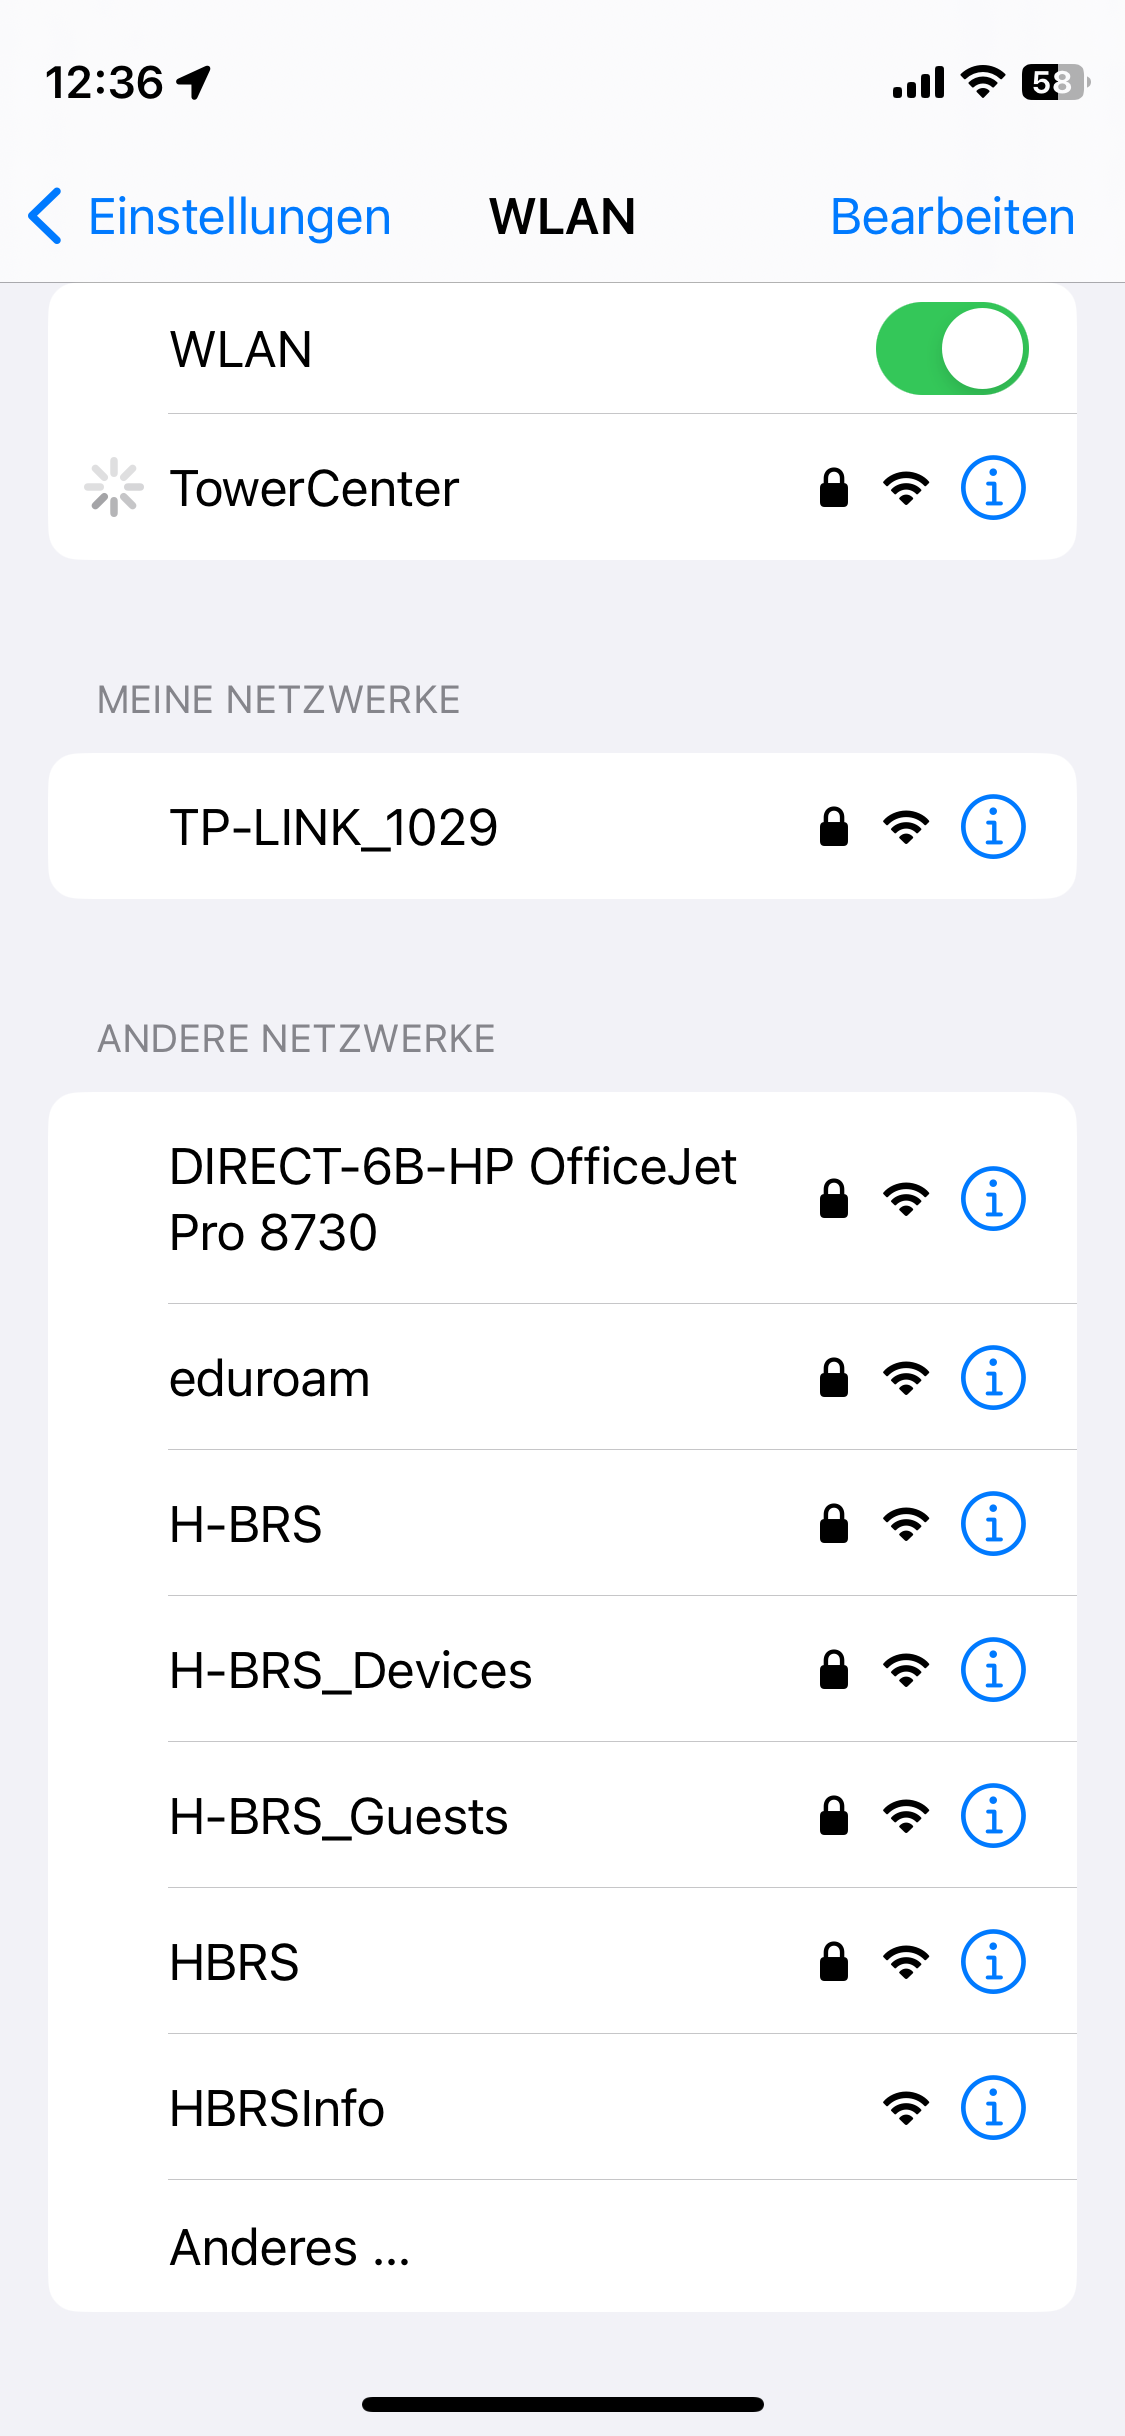 12:36
58
Einstellungen
WLAN
Bearbeiten
WLAN
TowerCenter
MEINE NETZWERKE
TP-LINK_1029
ANDERE NETZWERKE
DIRECT-6B-HP OfficeJet
Pro 8730
eduroam
H-BRS
H-BRS_Devices
H-BRS_Guests
HBRS
HBRSInfo
Anderes ...